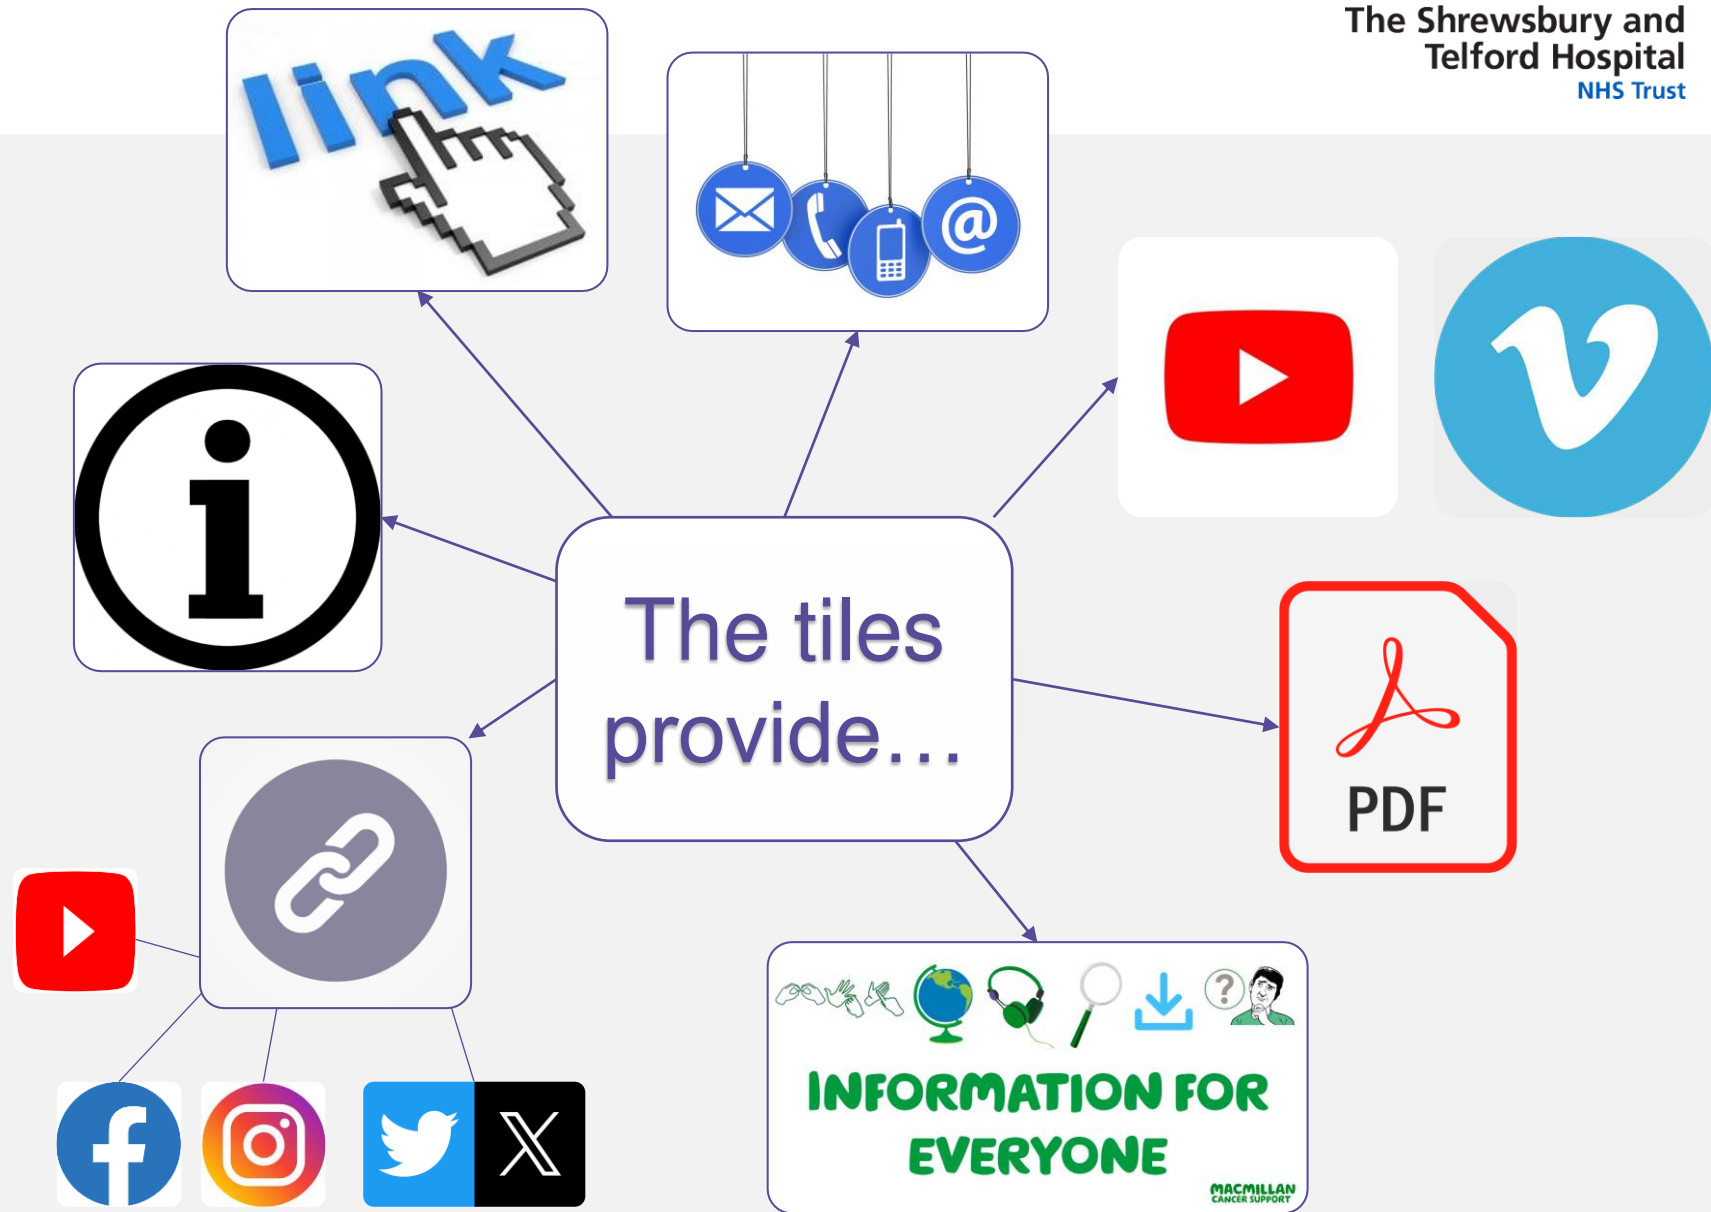 The Shrewsbury and
Telford Hospital
NHS Trust
link
@
The tiles
provide…
PDF
?
INFORMATION FOR
EVERYONE
MACMILLAN
CANCER SUPPORT